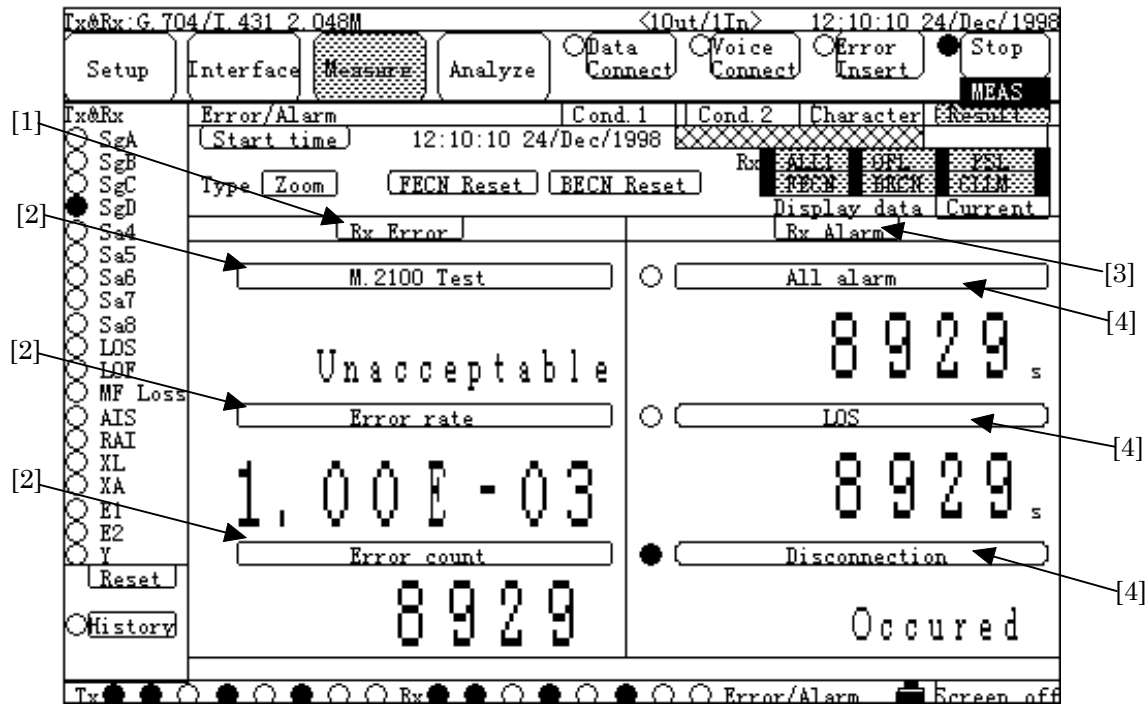 Tx&Rx:G.704/I.431 2.048M <1Out/1In> 12:10:10 24/Dec/1998
Setup Interface Measure Analyze Data Connect Voice Connect Error Insert Stop
MEAS
Tx&Rx Error/Alarm Cond.1 Cond.2 Character Result
[1]
SgA Start time 12:10:10 24/Dec/1998
SgB Rx ALL1 OFL PSL
SgC Type Zoom FECN Reset BECN Reset FECN BECN CLLM
SgD Display data Current
[2]
Sa4 Rx Error Rx Alarm
Sa5
[3]
Sa6 M.2100 Test All alarm
Sa7
[4]
Sa8
LOS
8929 s
[2]
LOF Unacceptable
MF Loss
AIS Error rate LOS
RAI
[4]
XL
[2]
XA 1.00E-03 8929 s
E1
E2
Y Error count Disconnection
Reset
[4]
History 8929 Occured
Tx Rx Error/Alarm Screen off